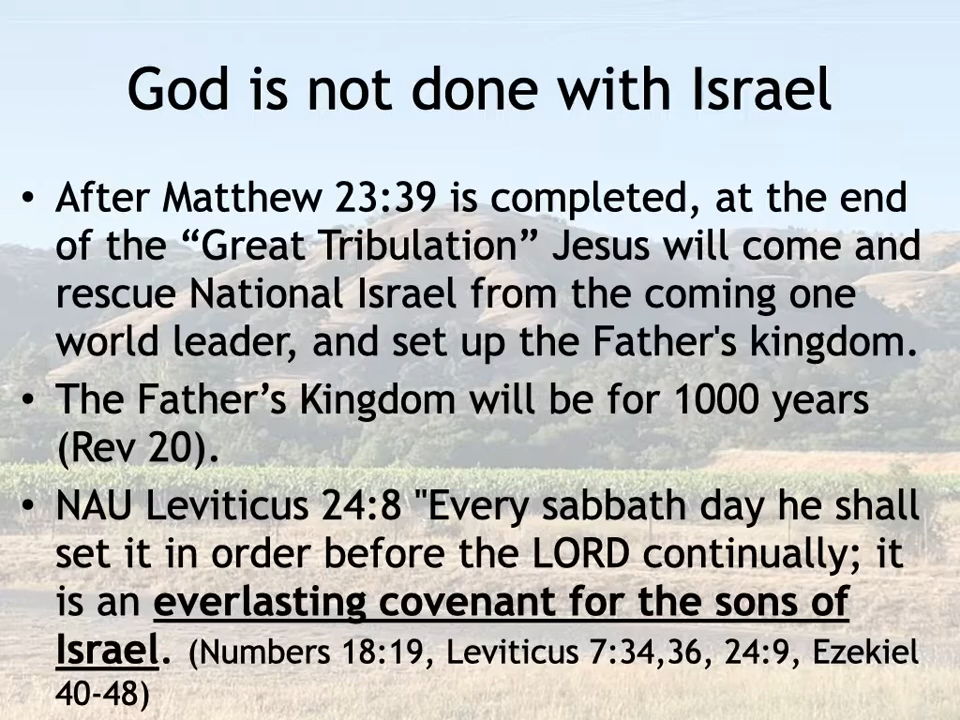 God is not done with Israel
• After Matthew 23:39 is completed, at the end
of the “Great Tribulation” Jesus will come and
rescue National Israel from the coming one
world leader, and set up the Father's kingdom.
• The Father’s Kingdom will be for 1000 years
(Rev 20).
• NAU Leviticus 24:8 "Every sabbath day he shall
set it in order before the LORD continually; it
is an everlasting covenant for the sons of
Israel. (Numbers 18:19, Leviticus 7:34,36, 24:9, Ezekiel
40-48)